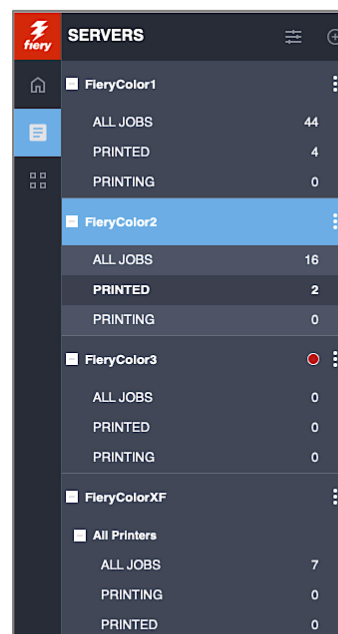 fiery
SERVERS
FieryColor1
ALL JOBS 44
PRINTED 4
PRINTING 0
FieryColor2
ALL JOBS 16
PRINTED 2
PRINTING 0
FieryColor3
ALL JOBS 0
PRINTED 0
PRINTING 0
FieryColorXF
All Printers
ALL JOBS 7
PRINTING 0
PRINTED 0